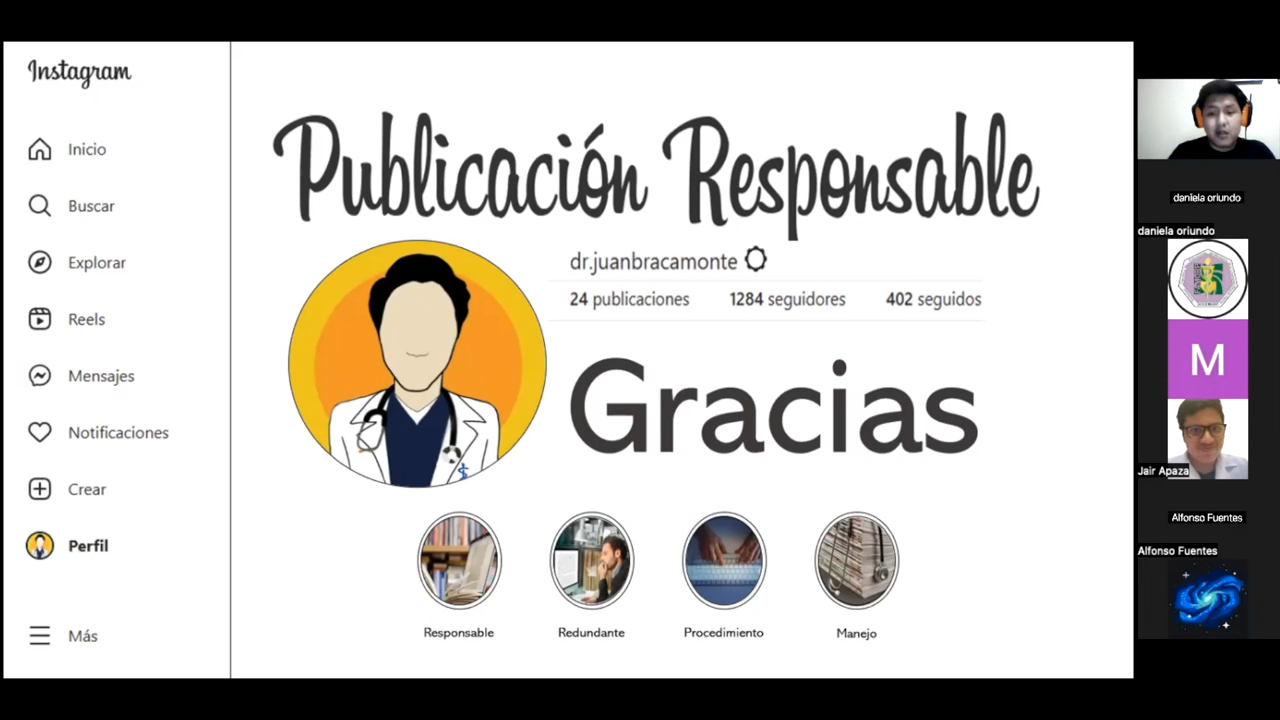 Instagram
Inicio
Buscar
Explorar
Reels
Mensajes
Notificaciones
Crear
Perfil
Más
Publicación Responsable
dr.juanbracamonte
24 publicaciones 1284 seguidores 402 seguidos
Gracias
Responsable Redundante Procedimiento Manejo
daniela oriundo
daniela oriundo
M
Jair Apaza
Alfonso Fuentes
Alfonso Fuentes